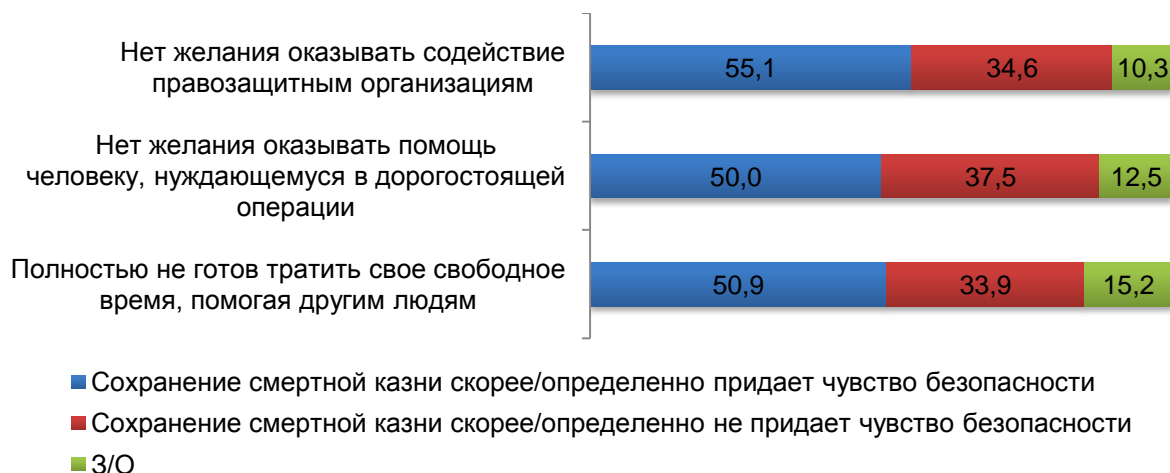 Нет желания оказывать содействие
правозащитным организациям
55,1 34,6 10,3
Нет желания оказывать помощь
человеку, нуждающемуся в дорогостоящей
операции
50,0 37,5 12,5
Полностью не готов тратить свое свободное
время, помогая другим людям
50,9 33,9 15,2
Сохранение смертной казни скорее/определенно придает чувство безопасности
Сохранение смертной казни скорее/определенно не придает чувство безопасности
З/О